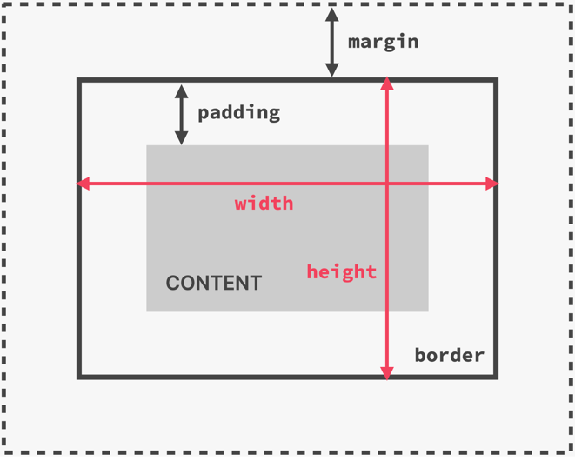 margin
padding
width
height
CONTENT
border